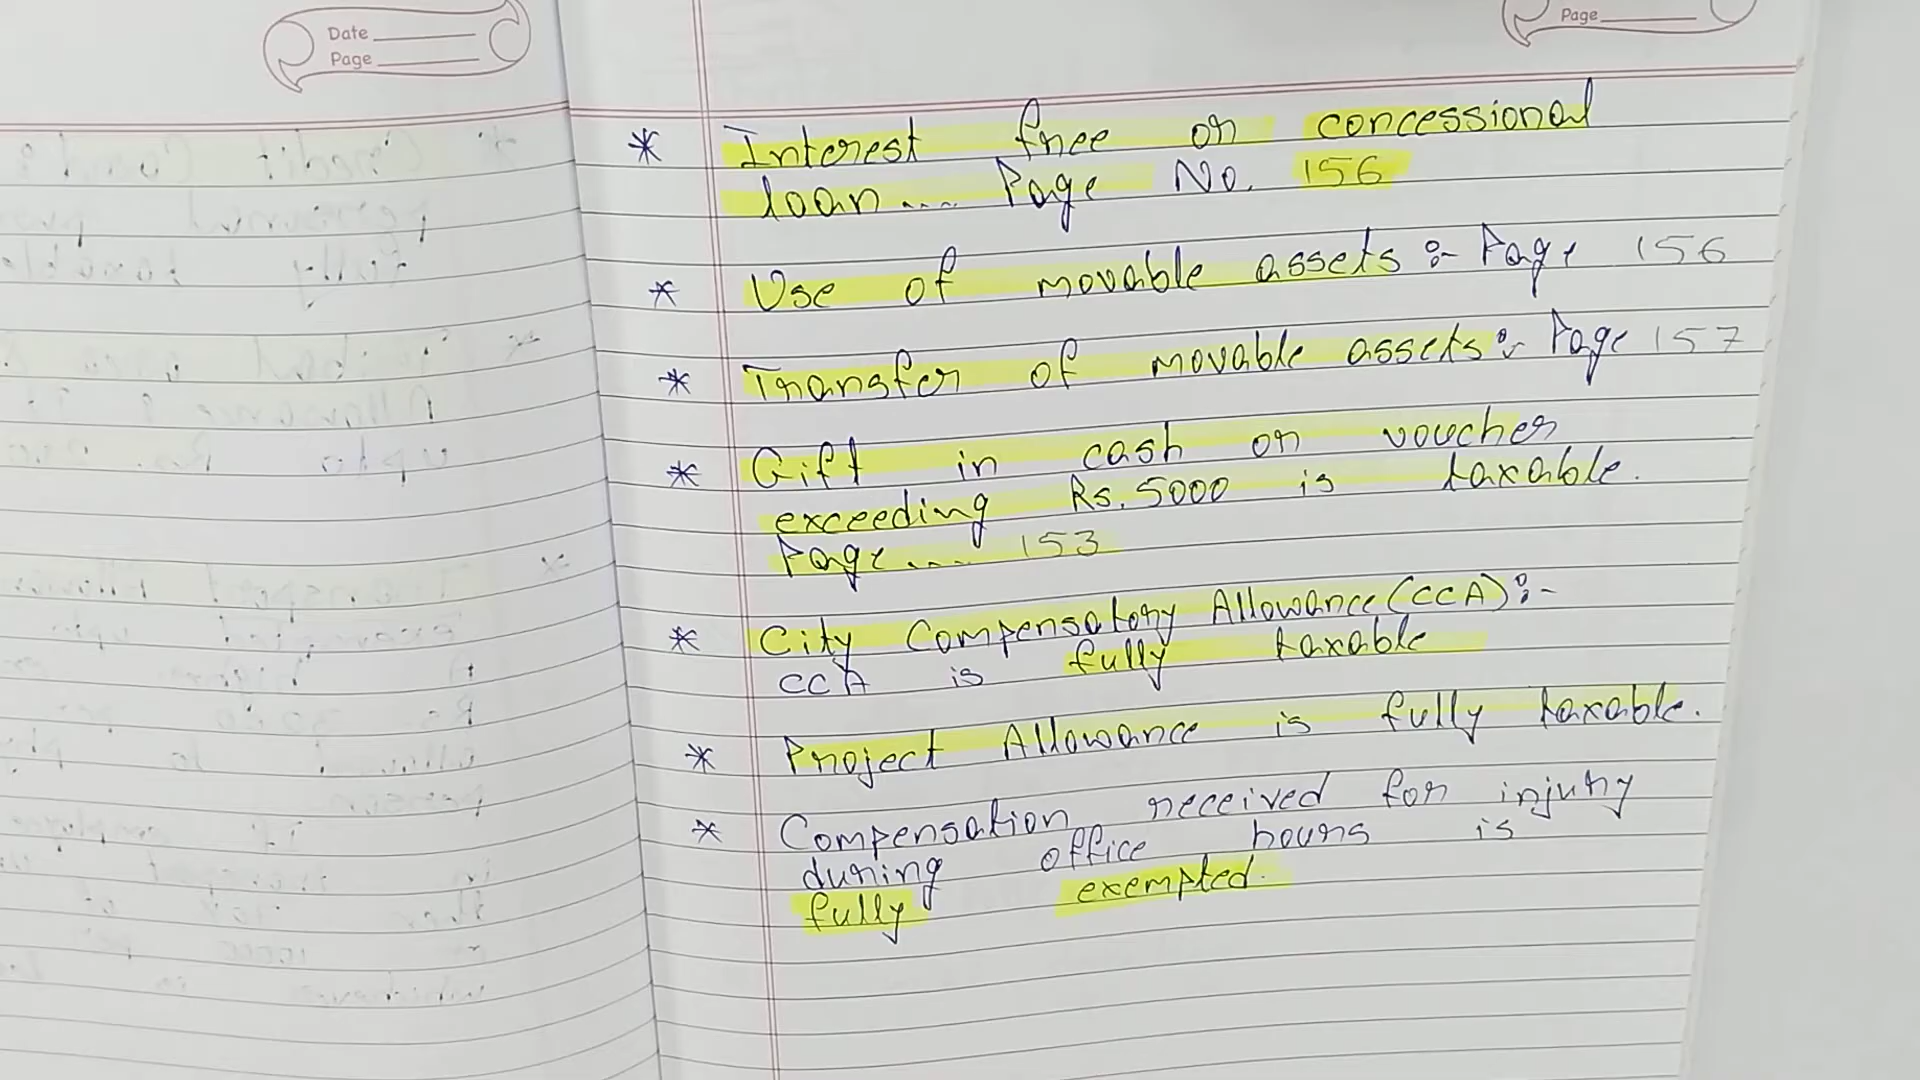 Date
Page
Page
* Interest free or concessional
loan.... Page No. 156
* Use of movable assets :- Page 156
* Transfer of movable assets :- Page 157
* Gift in cash or voucher
exceeding Rs. 5000 is taxable.
Page .... 153
* City Compensatory Allowance (CCA) :-
CCA is fully taxable
* Project Allowance is fully taxable.
* Compensation received for injury
during office hours is
fully exempted.